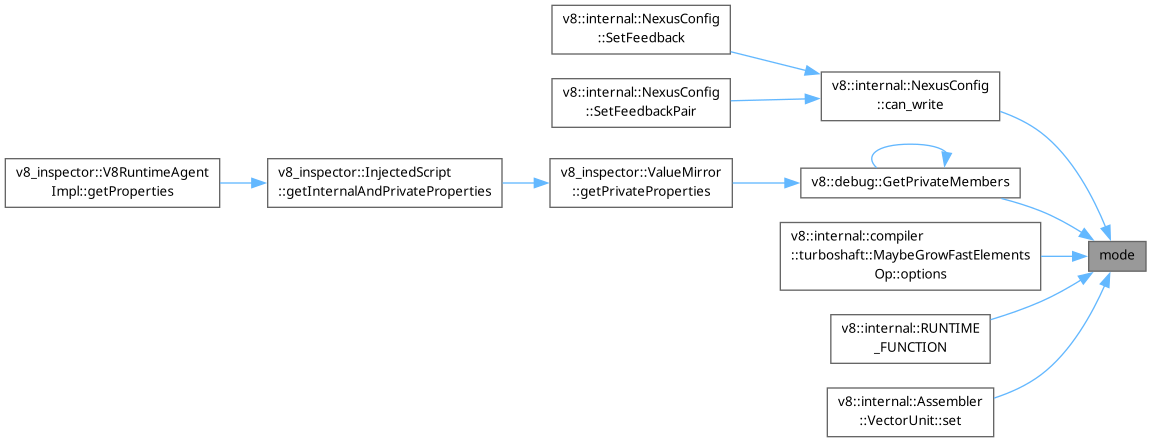 v8::internal::NexusConfig
::SetFeedback
v8::internal::NexusConfig
::can_write
v8::internal::NexusConfig
::SetFeedbackPair
v8_inspector::V8RuntimeAgent
Impl::getProperties
v8_inspector::InjectedScript
::getInternalAndPrivateProperties
v8_inspector::ValueMirror
::getPrivateProperties
v8::debug::GetPrivateMembers
v8::internal::compiler
::turboshaft::MaybeGrowFastElements
Op::options
mode
v8::internal::RUNTIME
_FUNCTION
v8::internal::Assembler
::VectorUnit::set